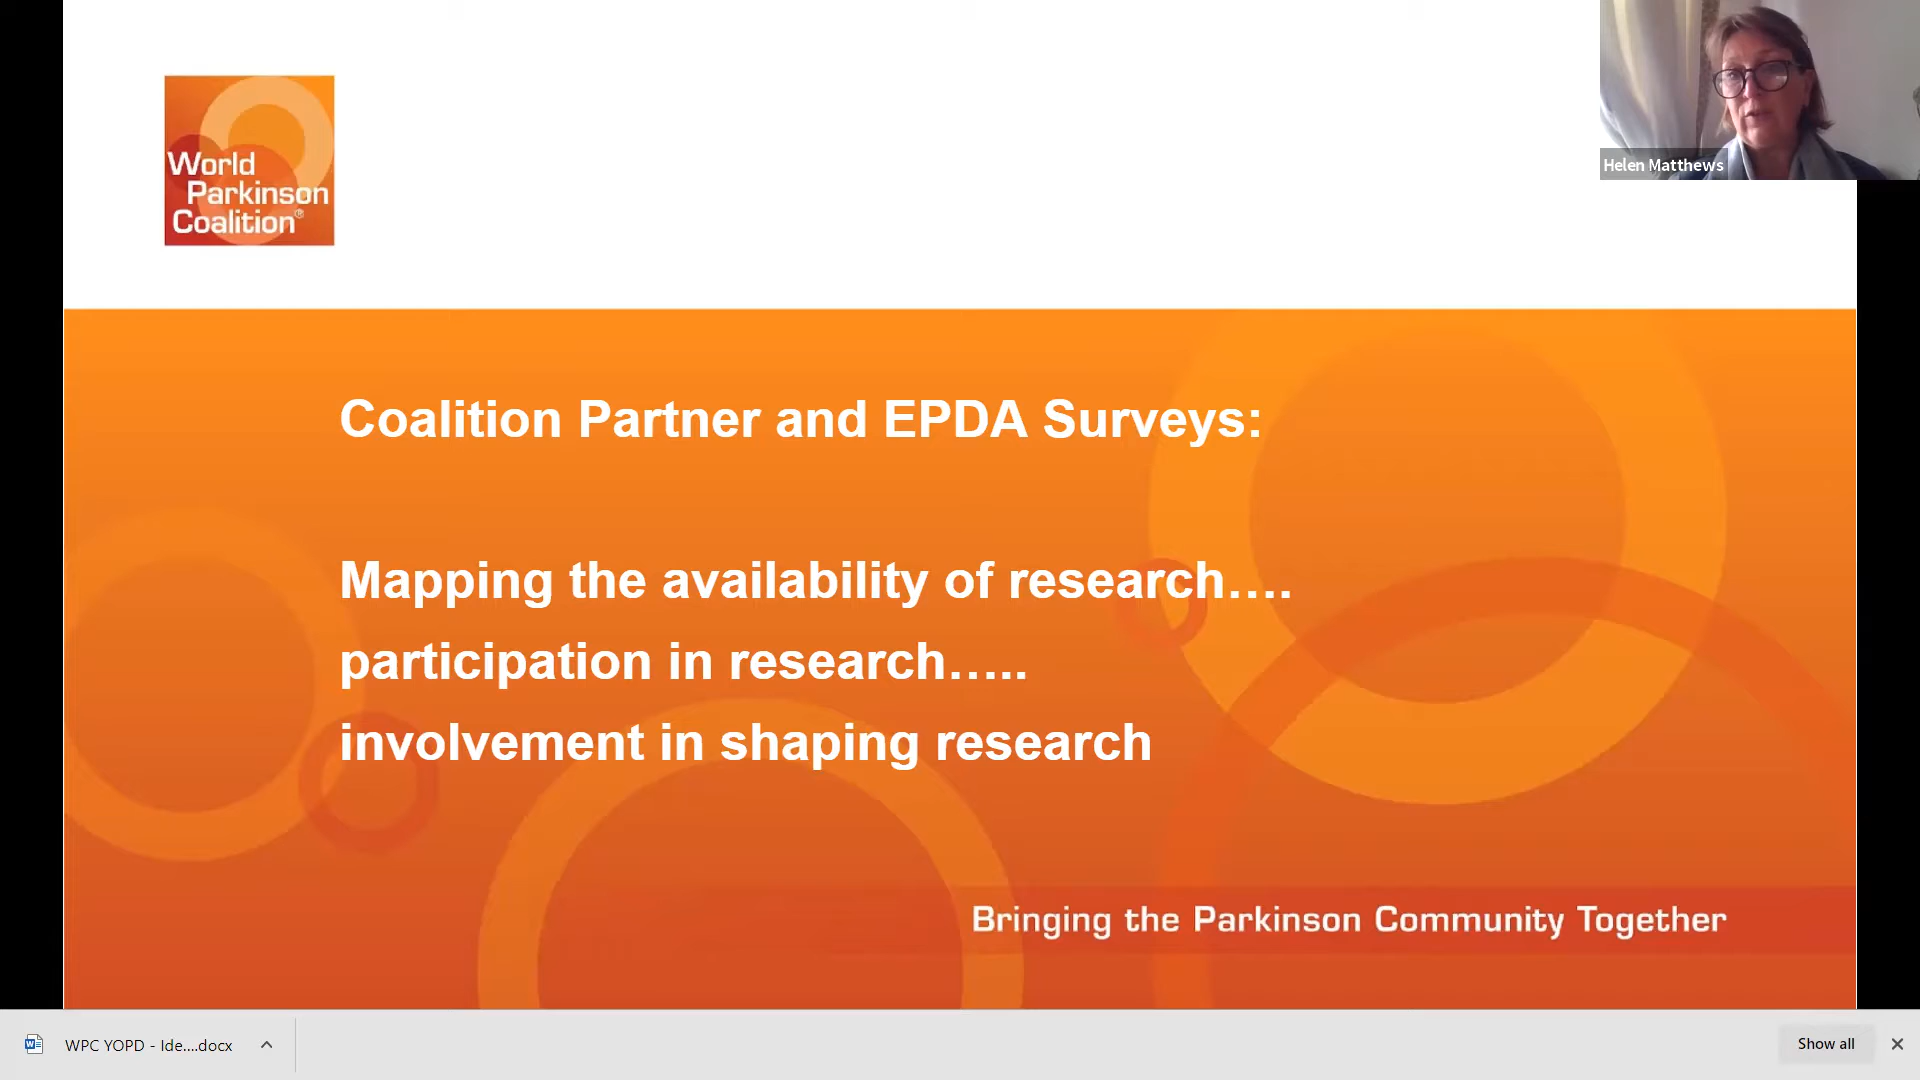 World
Parkinson
Coalition®
Helen Matthews
Coalition Partner and EPDA Surveys:
Mapping the availability of research….
participation in research…..
involvement in shaping research
Bringing the Parkinson Community Together
WPC YOPD - Ide....docx
Show all